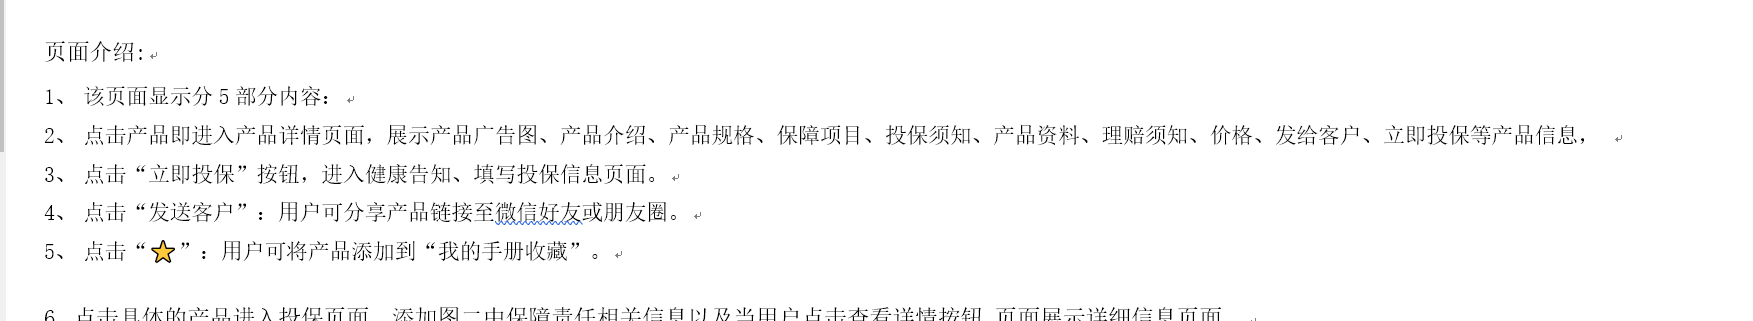 页面介绍:
1、 该页面显示分 5 部分内容：
2、 点击产品即进入产品详情页面，展示产品广告图、产品介绍、产品规格、保障项目、投保须知、产品资料、理赔须知、价格、发给客户、立即投保等产品信息，
3、 点击“立即投保”按钮，进入健康告知、填写投保信息页面。
4、 点击“发送客户”：用户可分享产品链接至微信好友或朋友圈。
5、 点击“⭐”：用户可将产品添加到“我的手册收藏”。
6、点击具体的产品进入投保页面，添加图二中保障责任相关信息以及当用户点击查看详情按钮,页面展示详细信息页面。